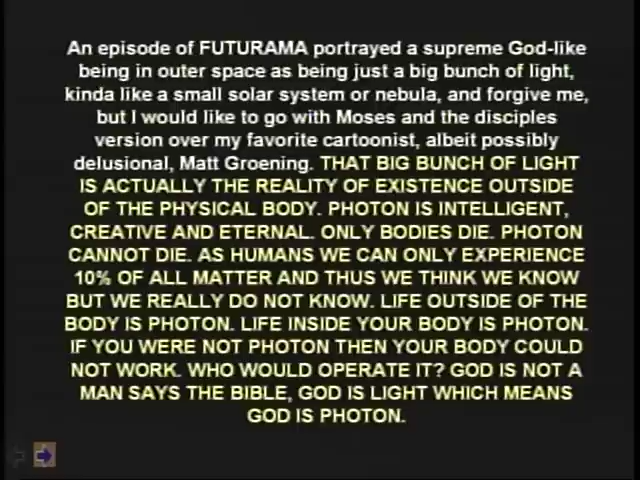 An episode of FUTURAMA portrayed a supreme God-like
being in outer space as being just a big bunch of light,
kinda like a small solar system or nebula, and forgive me,
but I would like to go with Moses and the disciples
version over my favorite cartoonist, albeit possibly
delusional, Matt Groening. THAT BIG BUNCH OF LIGHT
IS ACTUALLY THE REALITY OF EXISTENCE OUTSIDE
OF THE PHYSICAL BODY. PHOTON IS INTELLIGENT,
CREATIVE AND ETERNAL. ONLY BODIES DIE. PHOTON
CANNOT DIE. AS HUMANS WE CAN ONLY EXPERIENCE
10% OF ALL MATTER AND THUS WE THINK WE KNOW
BUT WE REALLY DO NOT KNOW. LIFE OUTSIDE OF THE
BODY IS PHOTON. LIFE INSIDE YOUR BODY IS PHOTON.
IF YOU WERE NOT PHOTON THEN YOUR BODY COULD
NOT WORK. WHO WOULD OPERATE IT? GOD IS NOT A
MAN SAYS THE BIBLE, GOD IS LIGHT WHICH MEANS
GOD IS PHOTON.